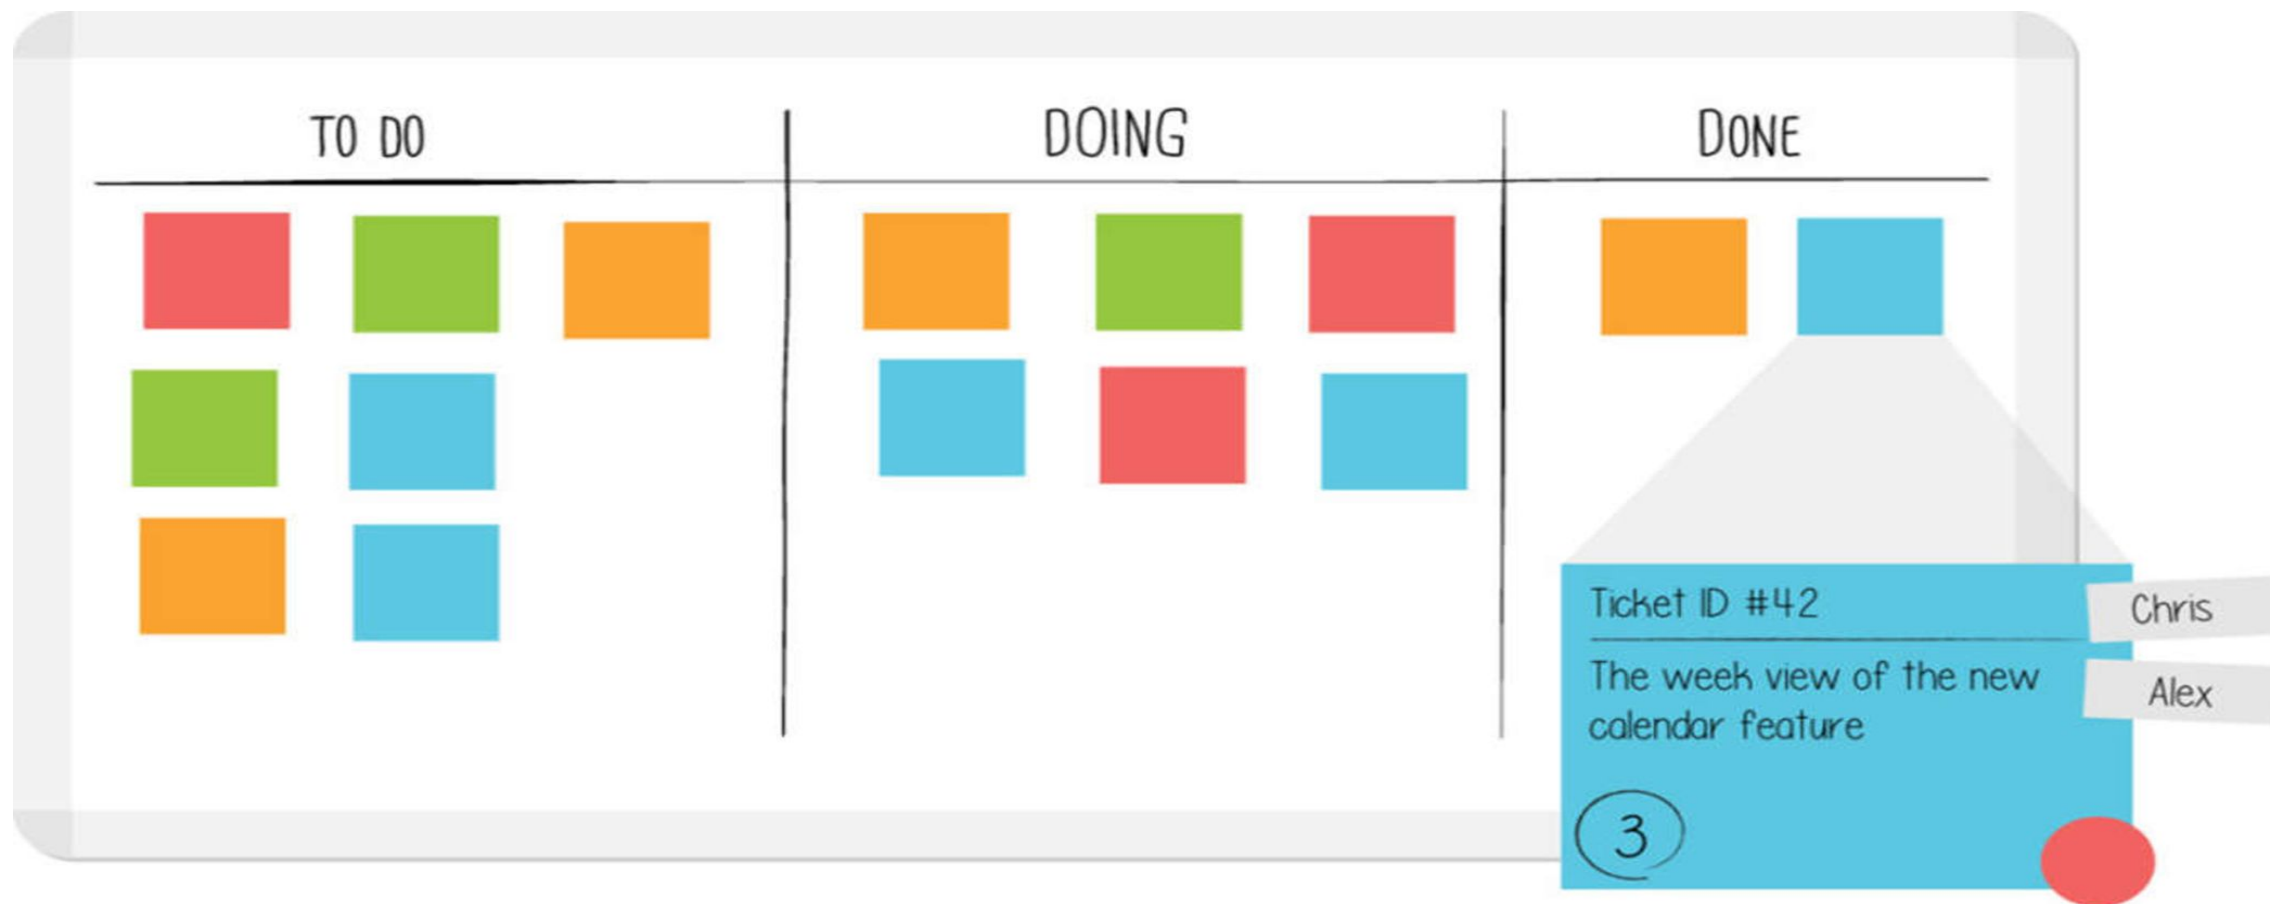 TO DO
DOING
DONE
Ticket ID #42
Chris
The week view of the new
Alex
calendar feature
3